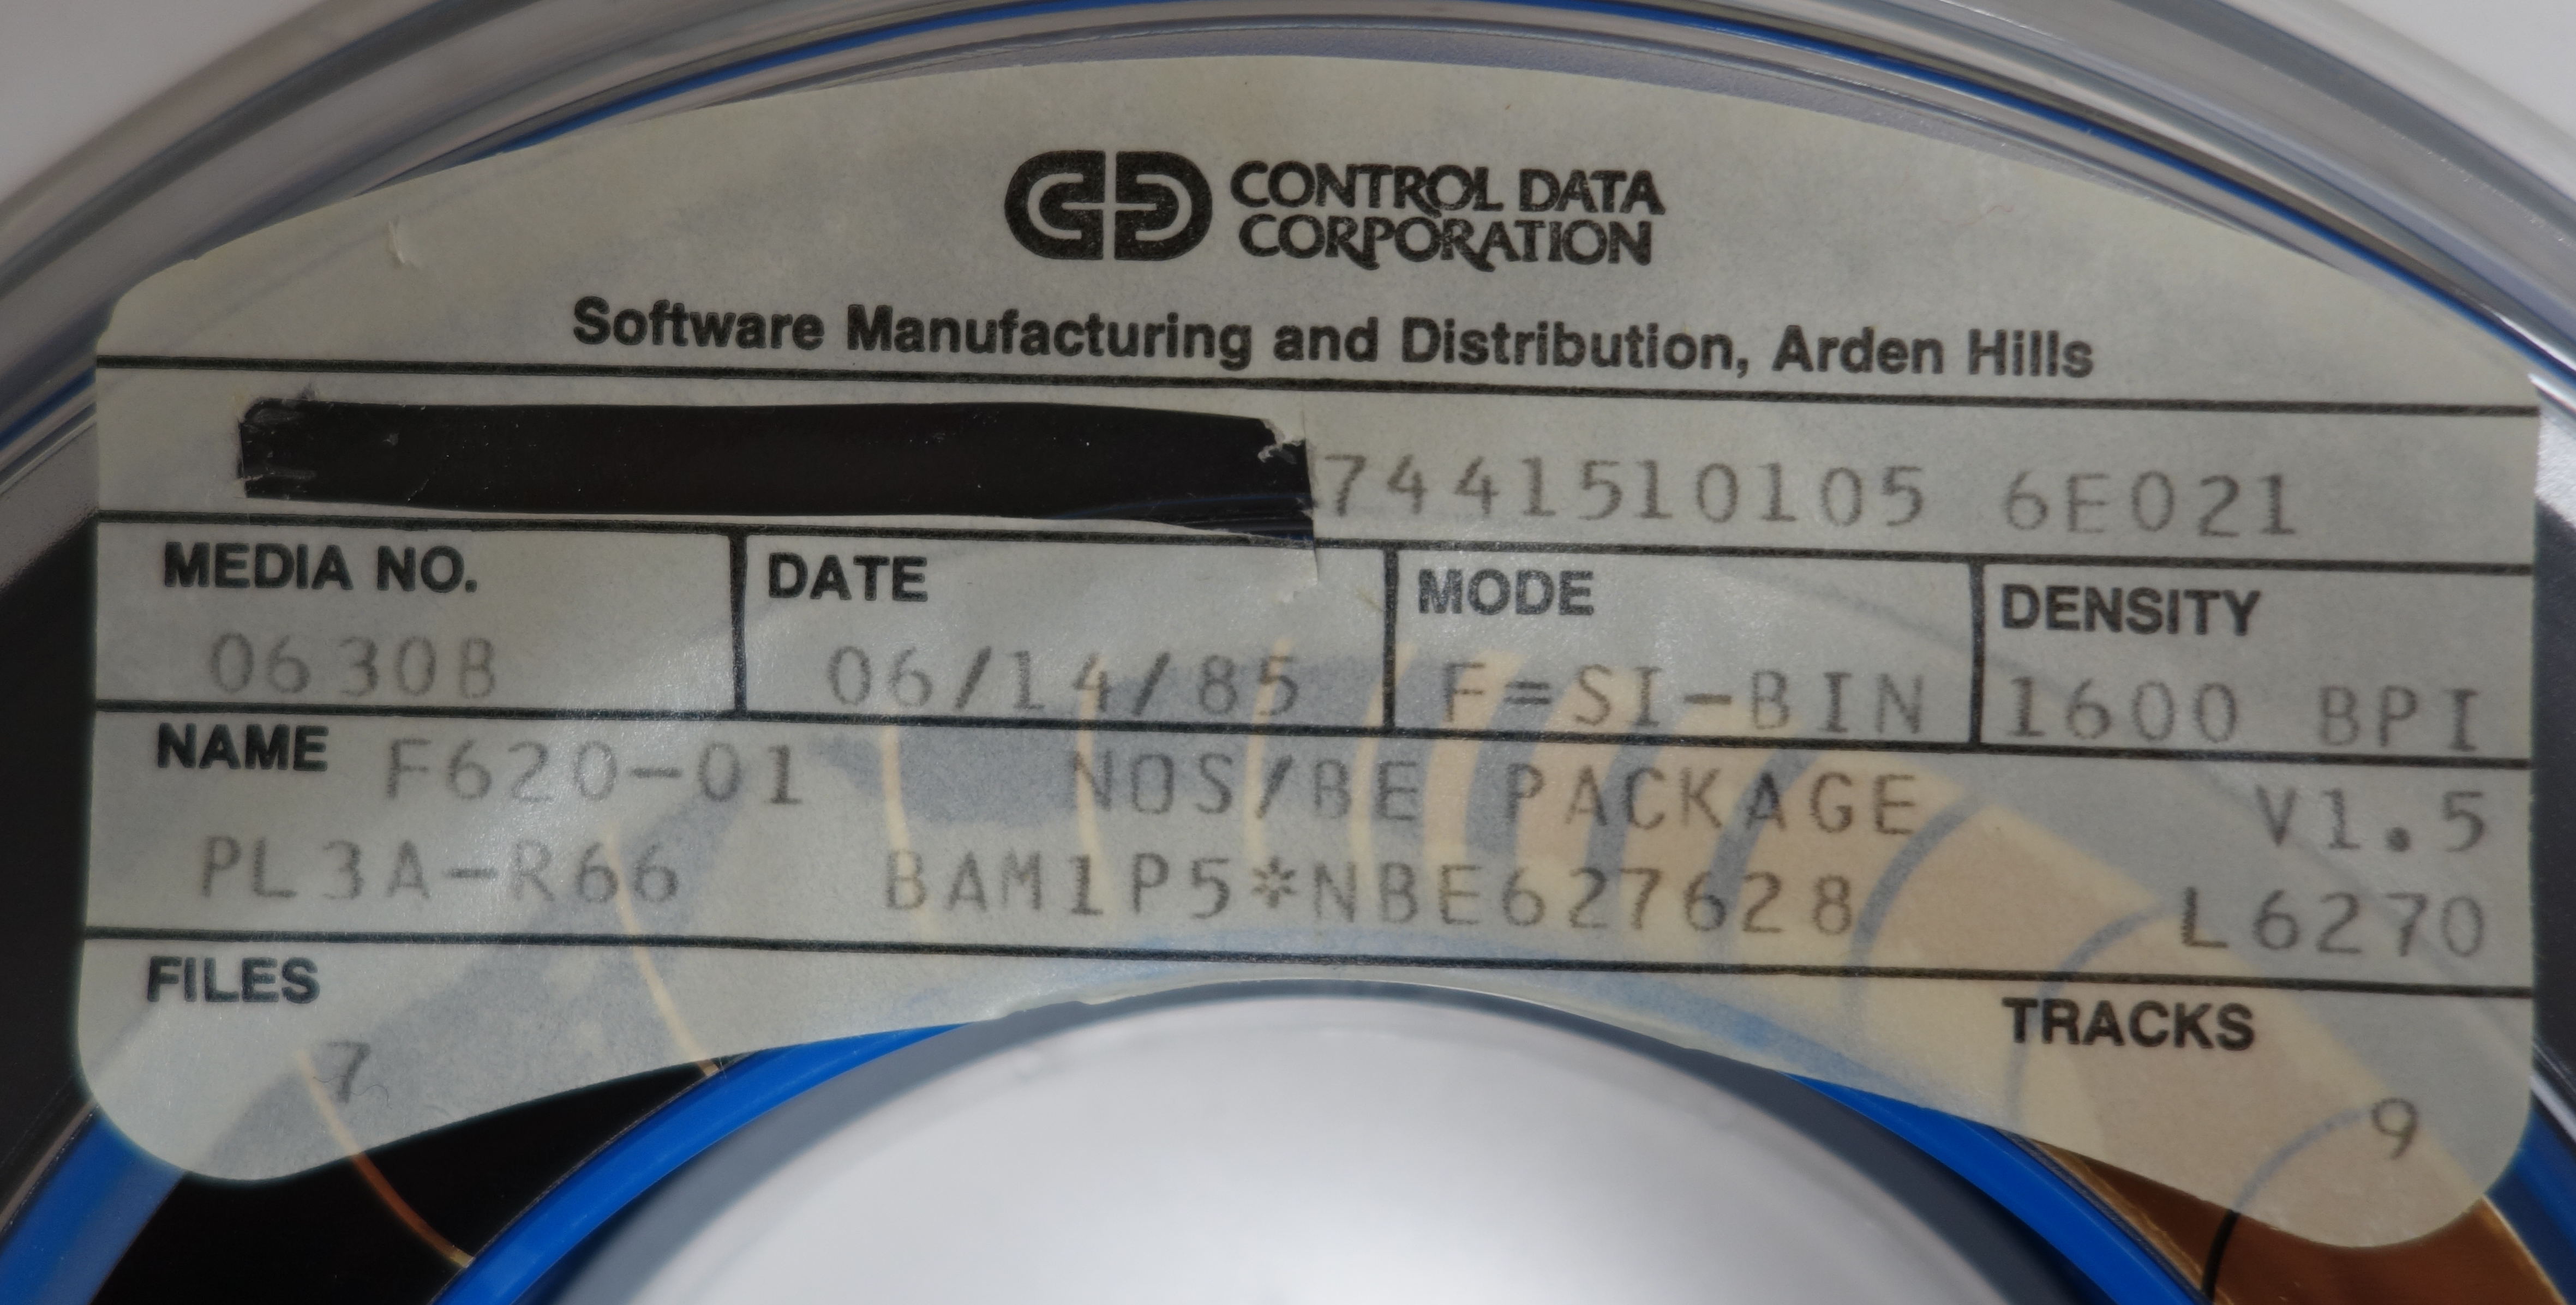 CONTROL DATA
CORPORATION
Software Manufacturing and Distribution, Arden Hills
7441510105 6E021
MEDIA NO. DATE MODE DENSITY
0630B 06/14/85 F=SI-BIN 1600 BPI
NAME F620-01 NOS/BE PACKAGE V1.5
PL3A-R66 BAM1P5*NBE627628 L6270
FILES TRACKS
7 9